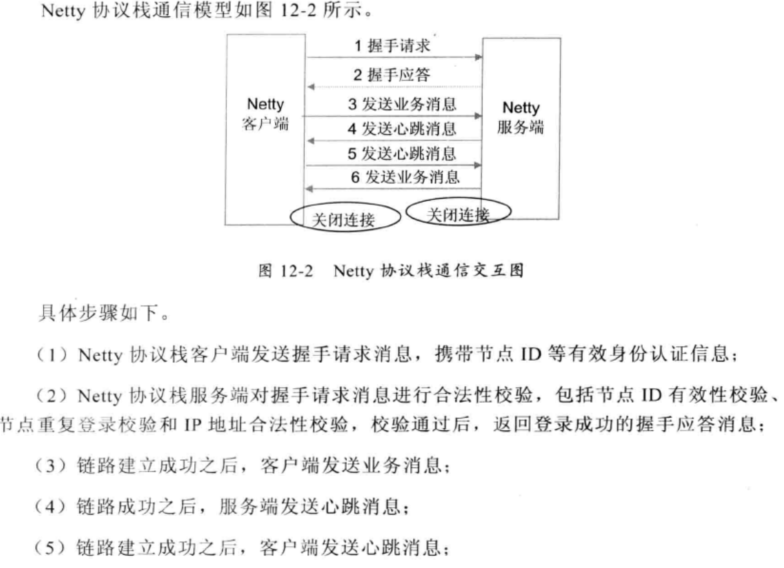 Netty 协议栈通信模型如图 12-2 所示。
1 握手请求
2 握手应答
Netty
客户端
3 发送业务消息
4 发送心跳消息
5 发送心跳消息
6 发送业务消息
Netty
服务端
关闭连接
关闭连接
图 12-2 Netty 协议栈通信交互图
具体步骤如下。
（1）Netty 协议栈客户端发送握手请求消息，携带节点 ID 等有效身份认证信息；
（2）Netty 协议栈服务端对握手请求消息进行合法性校验，包括节点 ID 有效性校验、
节点重复登录校验和 IP 地址合法性校验，校验通过后，返回登录成功的握手应答消息；
（3）链路建立成功之后，客户端发送业务消息；
（4）链路成功之后，服务端发送心跳消息；
（5）链路建立成功之后，客户端发送心跳消息；